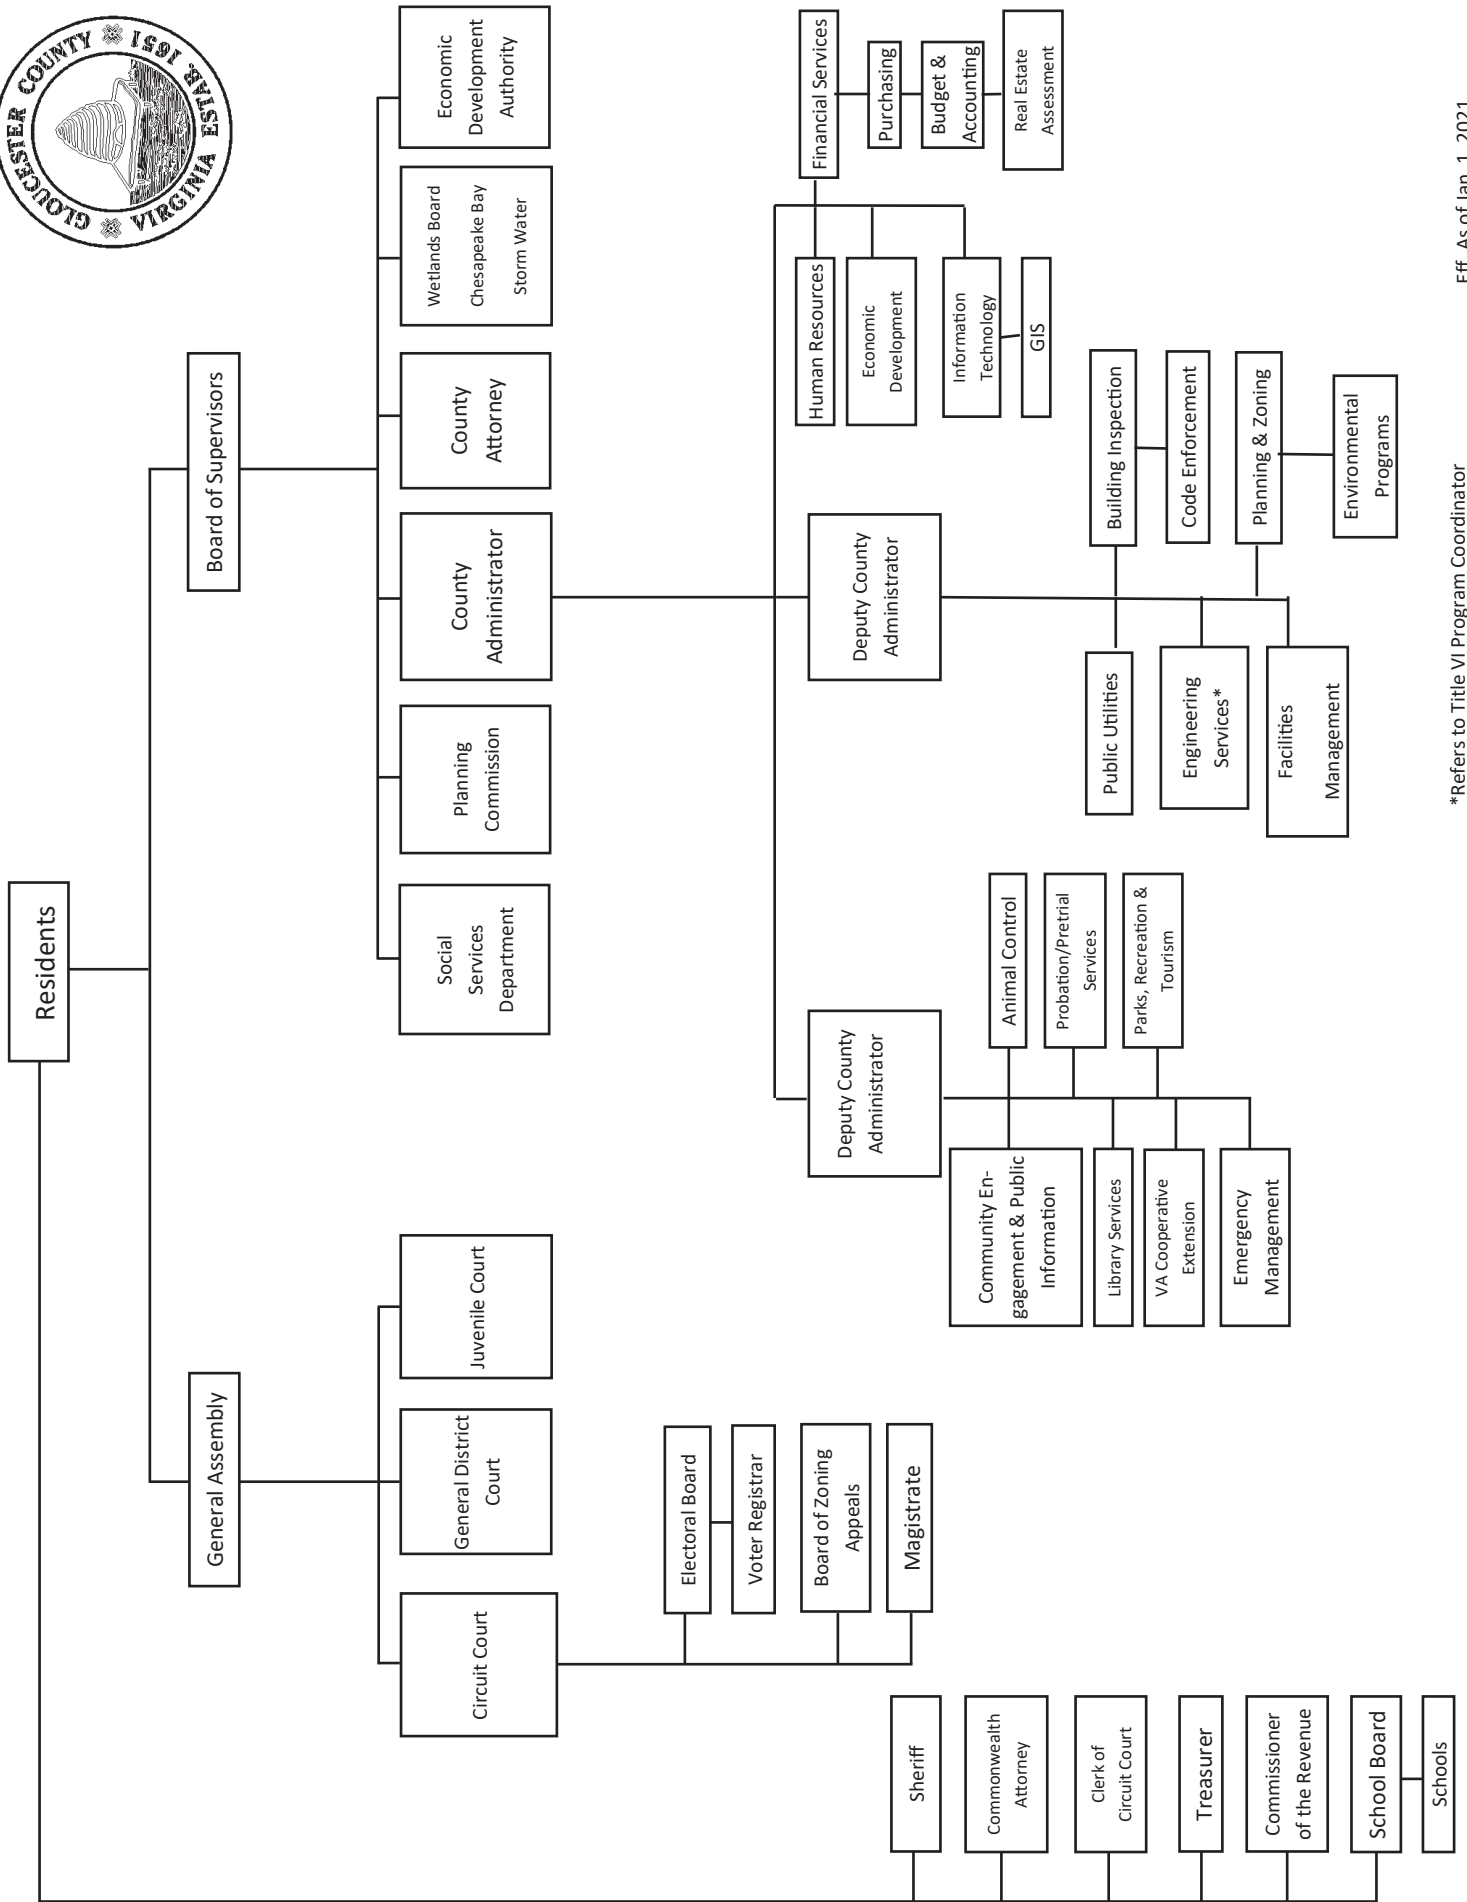 GLOUCESTER COUNTY
VIRGINIA ESTAB. 1651
Residents
General Assembly
Board of Supervisors
Circuit Court
General District
Court
Juvenile Court
Social
Services
Department
Planning
Commission
County
Administrator
County
Attorney
Wetlands Board
Chesapeake Bay
Storm Water
Economic
Development
Authority
Electoral Board
Voter Registrar
Board of Zoning
Appeals
Magistrate
Sheriff
Commonwealth
Attorney
Clerk of
Circuit Court
Treasurer
Commissioner
of the Revenue
School Board
Schools
Deputy County
Administrator
Community En-
gagement & Public
Information
Animal Control
Probation/Pretrial
Services
Library Services
Parks, Recreation &
Tourism
VA Cooperative
Extension
Emergency
Management
Deputy County
Administrator
Public Utilities
Building Inspection
Code Enforcement
Engineering
Services*
Planning & Zoning
Environmental
Programs
Facilities
Management
Human Resources
Economic
Development
Information
Technology
GIS
Financial Services
Purchasing
Budget &
Accounting
Real Estate
Assessment
*Refers to Title VI Program Coordinator
Eff. As of Jan. 1, 2021